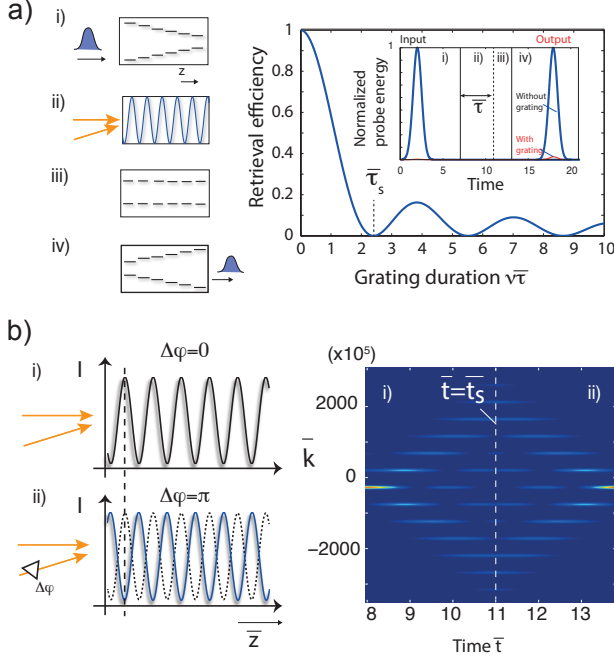 a)
i)
z
ii)
iii)
iv)
Retrieval efficiency
1
0.8
0.6
0.4
0.2
0
τ̅s
0 1 2 3 4 5 6 7 8 9 10
Grating duration ντ̅
Normalized
probe energy
Input
Output
1
i) ii) iii) iv)
τ̅
Without
grating
With
grating
0 5 10 15 20
Time
b)
i) I Δφ=0
ii) I Δφ=π
Δφ
z̅
(x10⁵)
i) t̅=t̅s ii)
2000
k̅
0
−2000
8 9 10 11 12 13
Time t̅